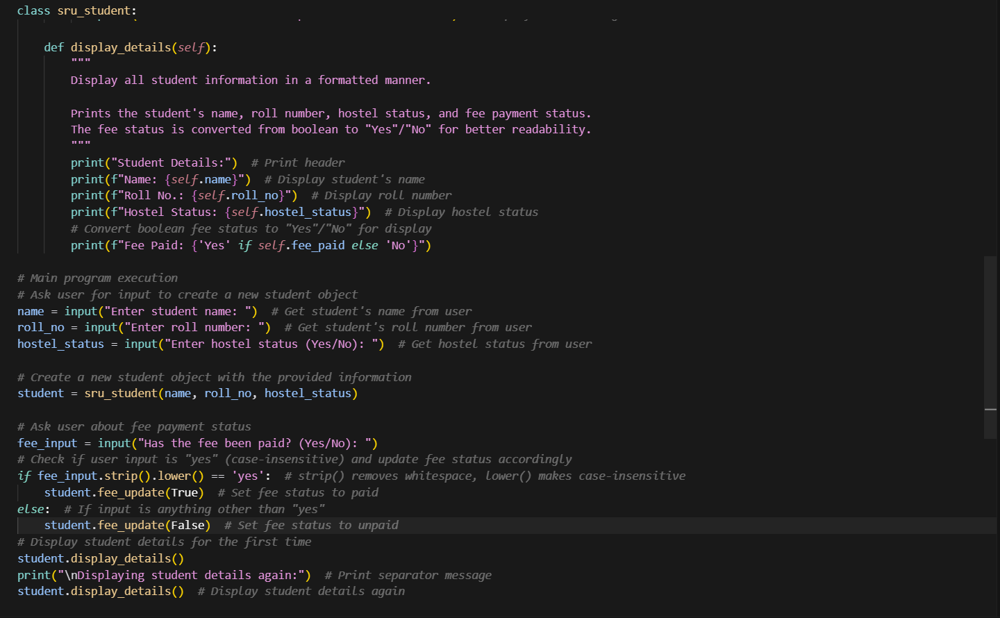 class sru_student:
    def display_details(self):
        """
        Display all student information in a formatted manner.

        Prints the student's name, roll number, hostel status, and fee payment status.
        The fee status is converted from boolean to "Yes"/"No" for better readability.
        """
        print("Student Details:")  # Print header
        print(f"Name: {self.name}")  # Display student's name
        print(f"Roll No.: {self.roll_no}")  # Display roll number
        print(f"Hostel Status: {self.hostel_status}")  # Display hostel status
        # Convert boolean fee status to "Yes"/"No" for display
        print(f"Fee Paid: {'Yes' if self.fee_paid else 'No'}")

# Main program execution
# Ask user for input to create a new student object
name = input("Enter student name: ")  # Get student's name from user
roll_no = input("Enter roll number: ")  # Get student's roll number from user
hostel_status = input("Enter hostel status (Yes/No): ")  # Get hostel status from user

# Create a new student object with the provided information
student = sru_student(name, roll_no, hostel_status)

# Ask user about fee payment status
fee_input = input("Has the fee been paid? (Yes/No): ")
# Check if user input is "yes" (case-insensitive) and update fee status accordingly
if fee_input.strip().lower() == 'yes':  # strip() removes whitespace, lower() makes case-insensitive
    student.fee_update(True)  # Set fee status to paid
else:  # If input is anything other than "yes"
    student.fee_update(False)  # Set fee status to unpaid
# Display student details for the first time
student.display_details()
print("\nDisplaying student details again:")  # Print separator message
student.display_details()  # Display student details again